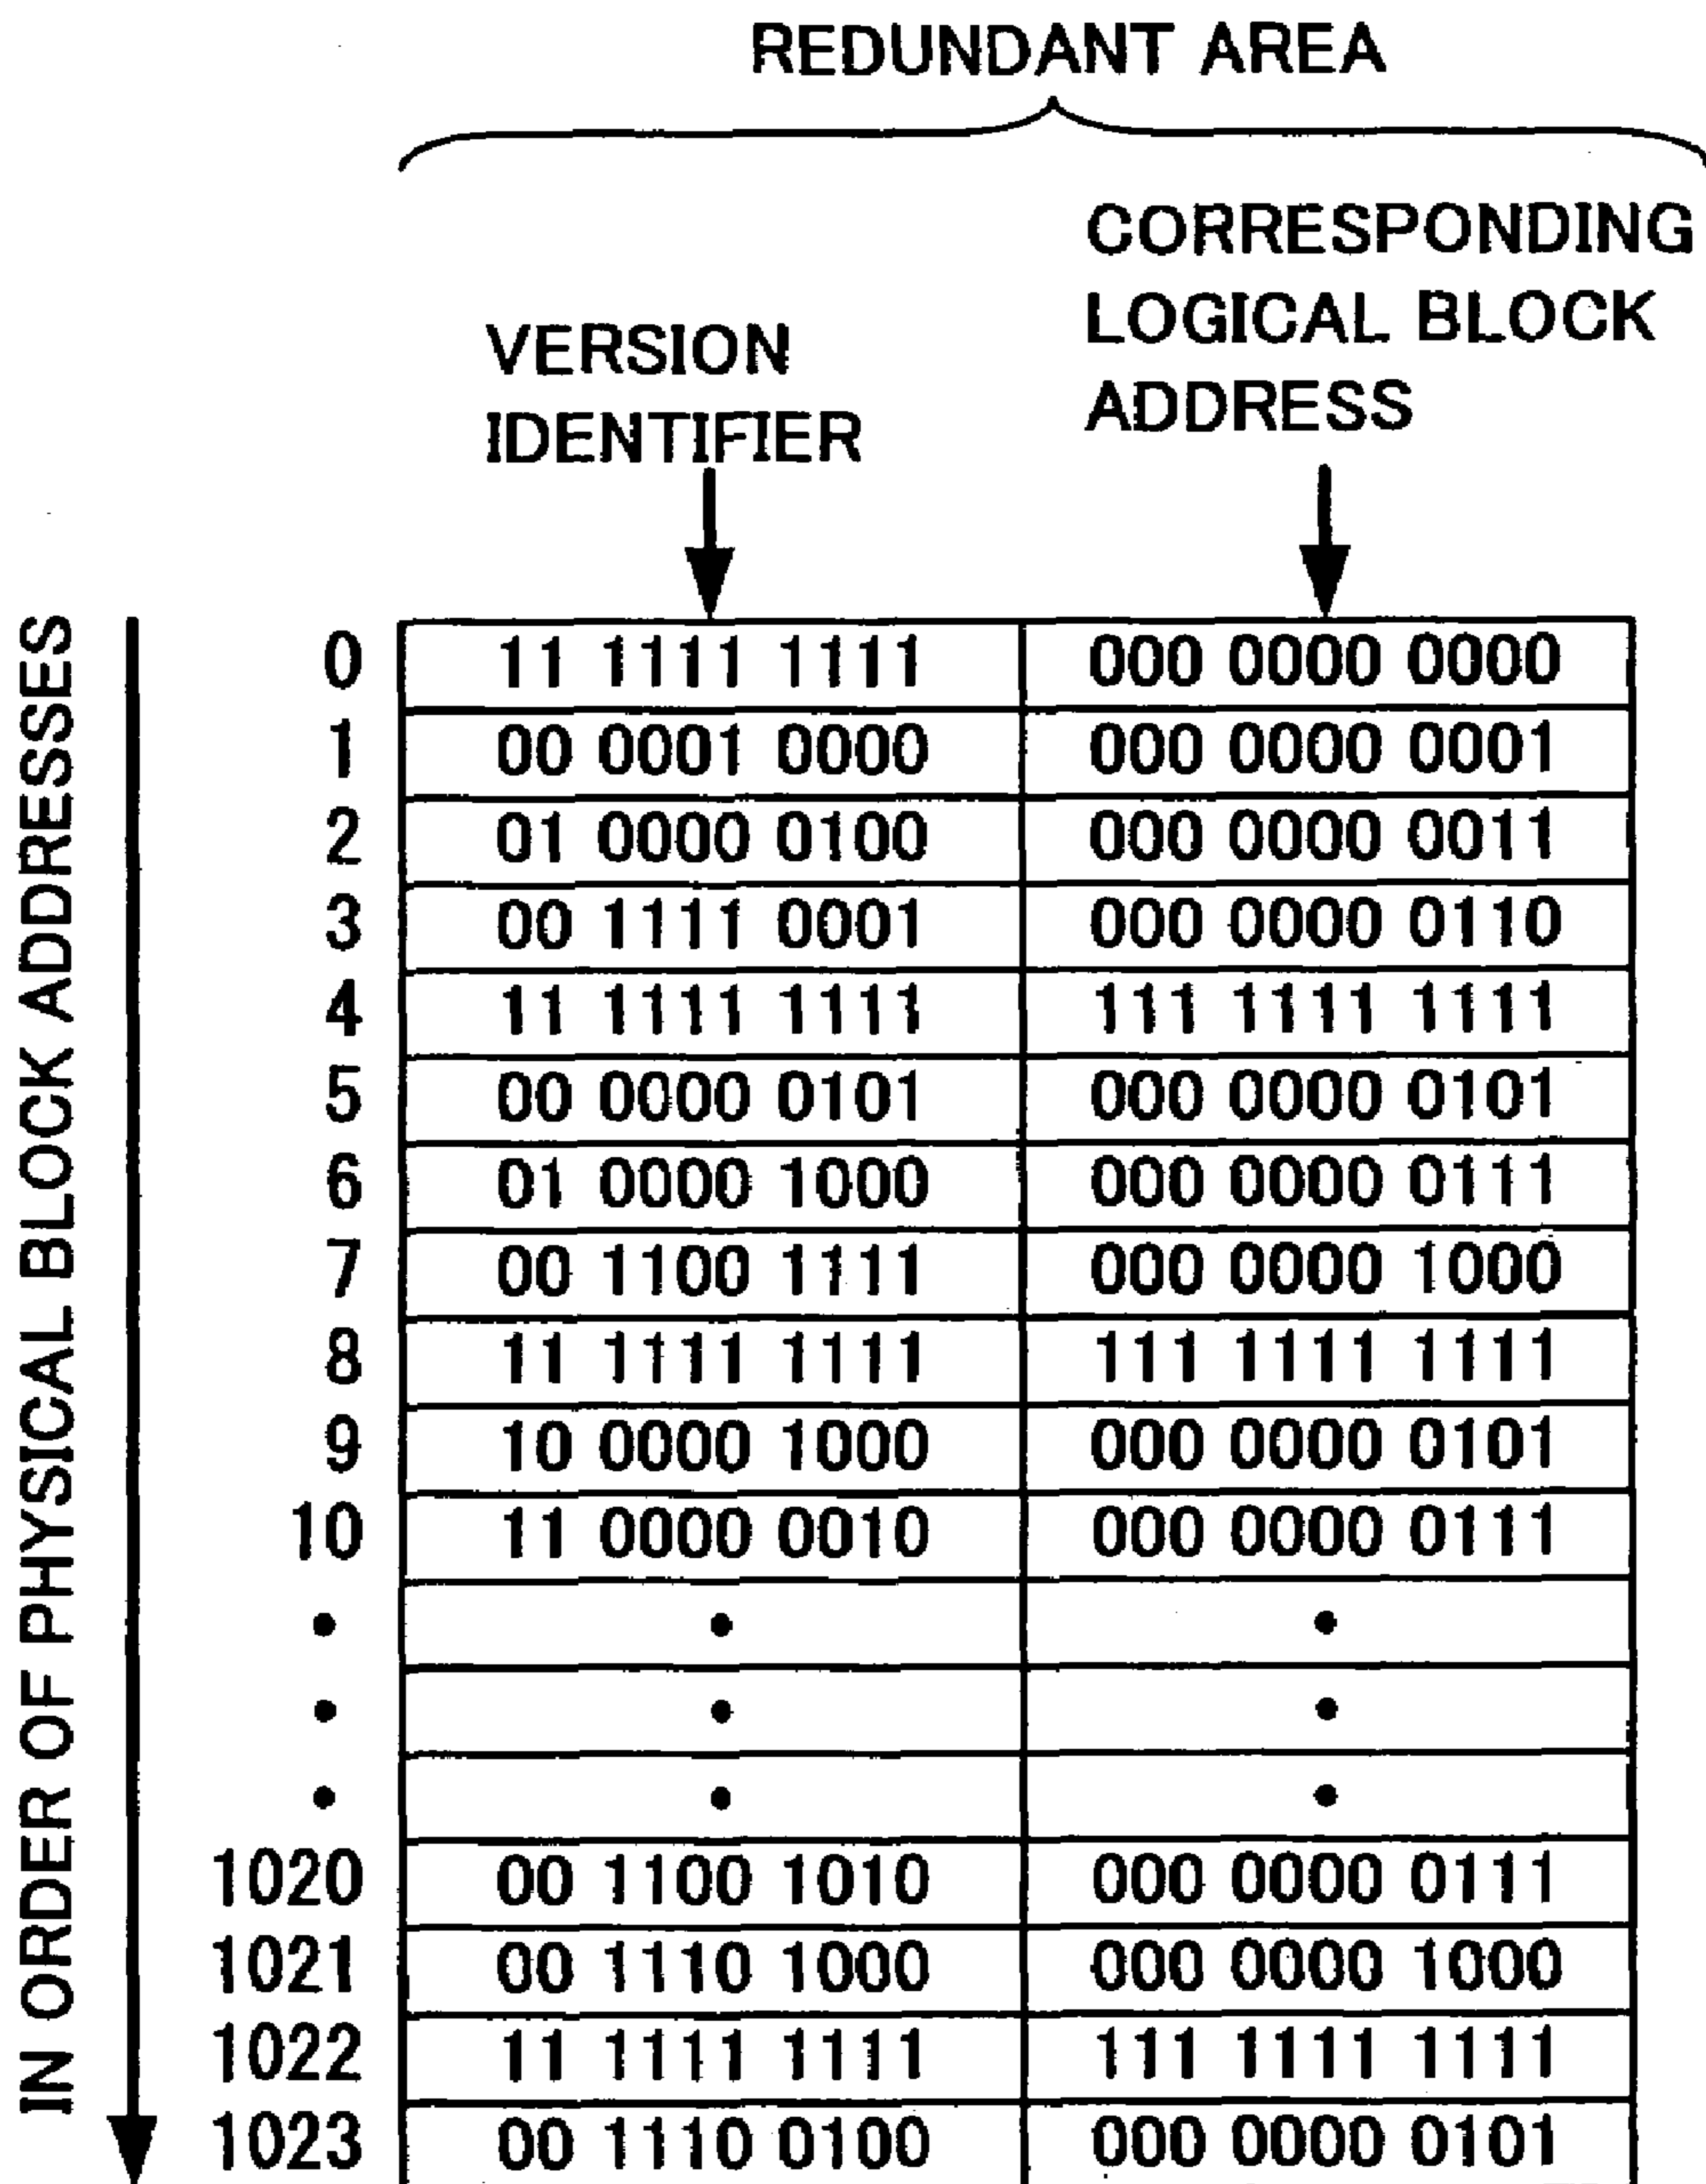 REDUNDANT AREA
VERSION
IDENTIFIER
CORRESPONDING
LOGICAL BLOCK
ADDRESS
IN ORDER OF PHYSICAL BLOCK ADDRESSES
0 11 1111 1111 000 0000 0000
1 00 0001 0000 000 0000 0001
2 01 0000 0100 000 0000 0011
3 00 1111 0001 000 0000 0110
4 11 1111 1111 111 1111 1111
5 00 0000 0101 000 0000 0101
6 01 0000 1000 000 0000 0111
7 00 1100 1111 000 0000 1000
8 11 1111 1111 111 1111 1111
9 10 0000 1000 000 0000 0101
10 11 0000 0010 000 0000 0111
• • •
• • •
• • •
1020 00 1100 1010 000 0000 0111
1021 00 1110 1000 000 0000 1000
1022 11 1111 1111 111 1111 1111
1023 00 1110 0100 000 0000 0101